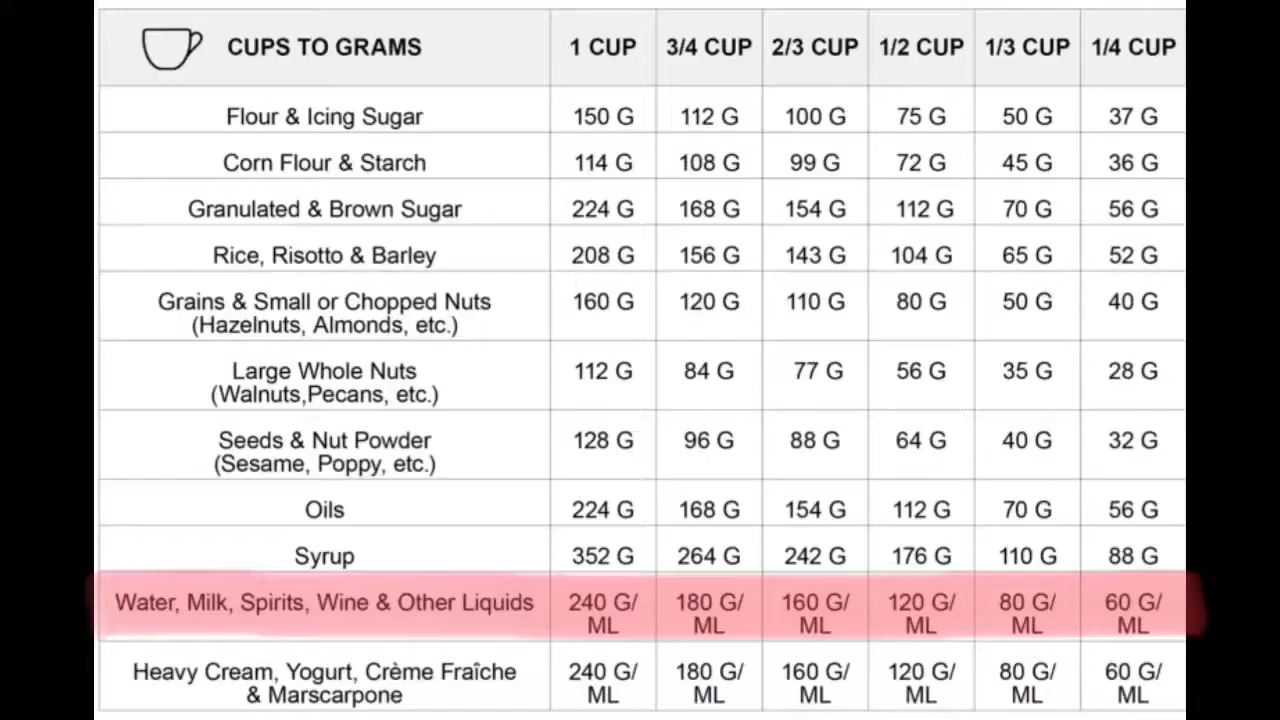 CUPS TO GRAMS 1 CUP 3/4 CUP 2/3 CUP 1/2 CUP 1/3 CUP 1/4 CUP
Flour & Icing Sugar 150 G 112 G 100 G 75 G 50 G 37 G
Corn Flour & Starch 114 G 108 G 99 G 72 G 45 G 36 G
Granulated & Brown Sugar 224 G 168 G 154 G 112 G 70 G 56 G
Rice, Risotto & Barley 208 G 156 G 143 G 104 G 65 G 52 G
Grains & Small or Chopped Nuts 160 G 120 G 110 G 80 G 50 G 40 G
(Hazelnuts, Almonds, etc.)
Large Whole Nuts 112 G 84 G 77 G 56 G 35 G 28 G
(Walnuts,Pecans, etc.)
Seeds & Nut Powder 128 G 96 G 88 G 64 G 40 G 32 G
(Sesame, Poppy, etc.)
Oils 224 G 168 G 154 G 112 G 70 G 56 G
Syrup 352 G 264 G 242 G 176 G 110 G 88 G
Water, Milk, Spirits, Wine & Other Liquids 240 G/ 180 G/ 160 G/ 120 G/ 80 G/ 60 G/
ML ML ML ML ML ML
Heavy Cream, Yogurt, Crème Fraîche 240 G/ 180 G/ 160 G/ 120 G/ 80 G/ 60 G/
& Marscarpone ML ML ML ML ML ML